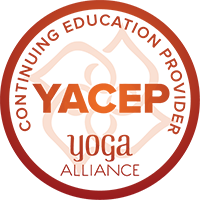 CONTINUING EDUCATION PROVIDER
YACEP
yoga
ALLIANCE